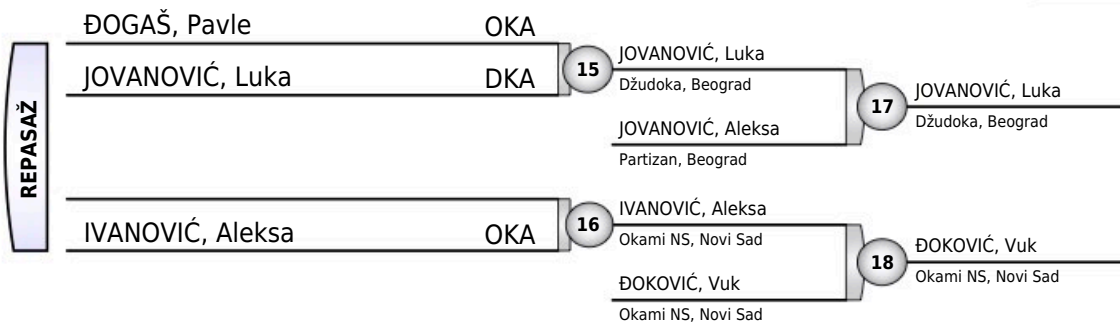 ĐOGAŠ, Pavle OKA
JOVANOVIĆ, Luka DKA
15
JOVANOVIĆ, Luka
Džudoka, Beograd
JOVANOVIĆ, Aleksa
Partizan, Beograd
17
JOVANOVIĆ, Luka
Džudoka, Beograd
REPASAŽ
IVANOVIĆ, Aleksa OKA
16
IVANOVIĆ, Aleksa
Okami NS, Novi Sad
ĐOKOVIĆ, Vuk
Okami NS, Novi Sad
18
ĐOKOVIĆ, Vuk
Okami NS, Novi Sad